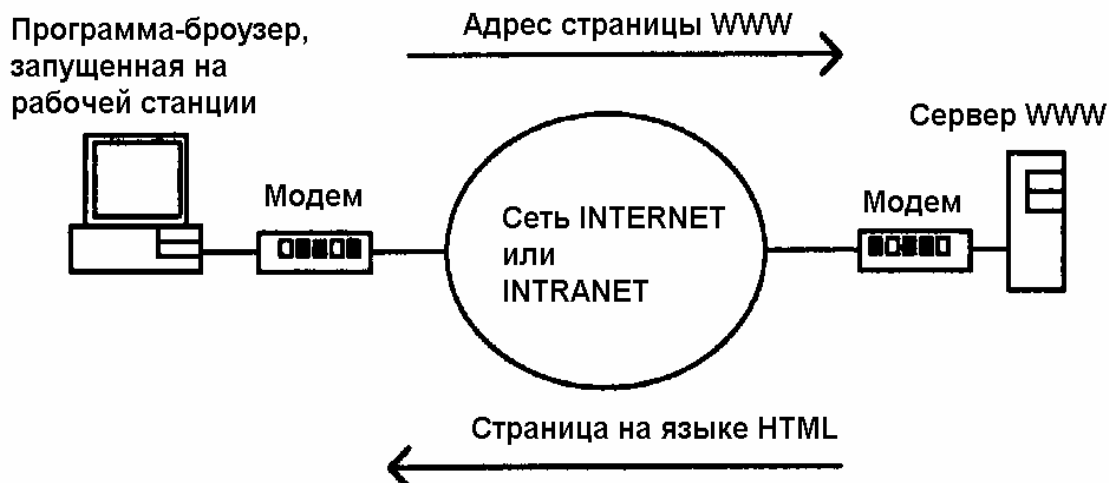 Программа-броузер,
запущенная на
рабочей станции
Адрес страницы WWW
Сервер WWW
Модем
Модем
Сеть INTERNET
или
INTRANET
Страница на языке HTML